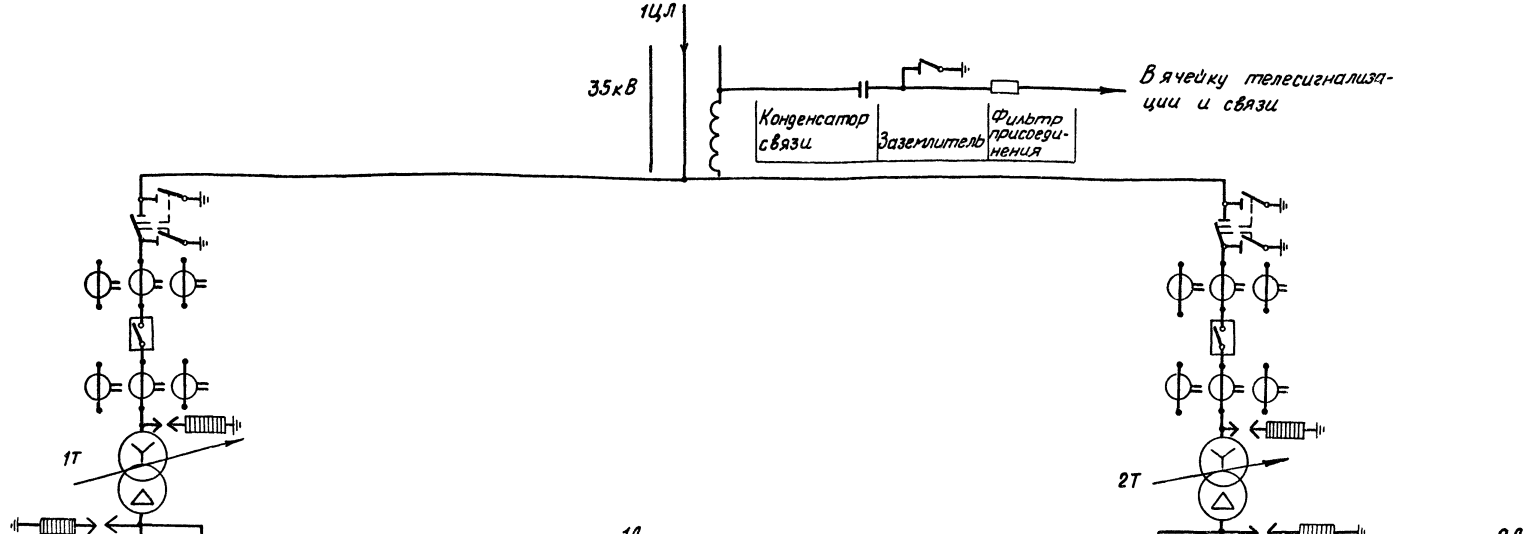 1ЦЛ
35кВ
В ячейку телесигнализа-
ции и связи
Конденсатор
связи
Заземлитель
Фильтр
присоеди-
нения
1Т
2Т